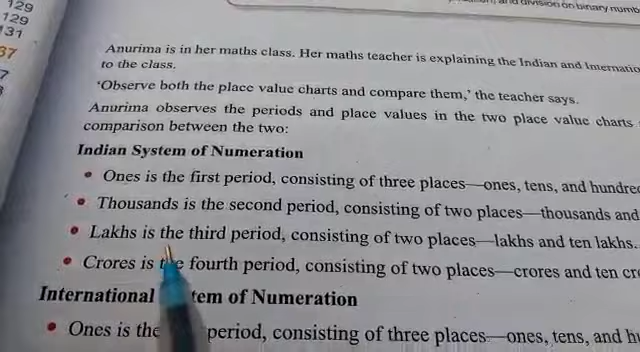 129
129
131
37
7
and division on binary numb
Anurima is in her maths class. Her maths teacher is explaining the Indian and Internatio
to the class.
'Observe both the place value charts and compare them,' the teacher says.
Anurima observes the periods and place values in the two place value charts
comparison between the two:
Indian System of Numeration
• Ones is the first period, consisting of three places—ones, tens, and hundre
• Thousands is the second period, consisting of two places—thousands and
• Lakhs is the third period, consisting of two places—lakhs and ten lakhs.
• Crores is the fourth period, consisting of two places—crores and ten cr
International tem of Numeration
• Ones is the period, consisting of three places—ones, tens, and h